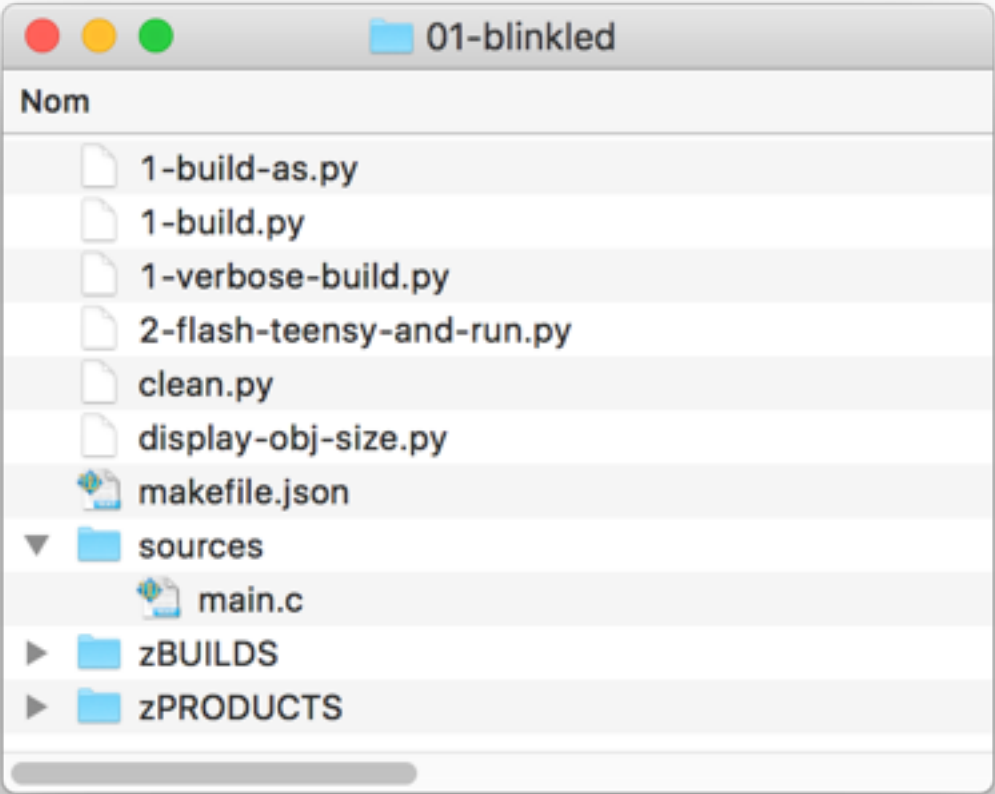 01-blinkled
Nom
1-build-as.py
1-build.py
1-verbose-build.py
2-flash-teensy-and-run.py
clean.py
display-obj-size.py
makefile.json
sources
main.c
zBUILDS
zPRODUCTS